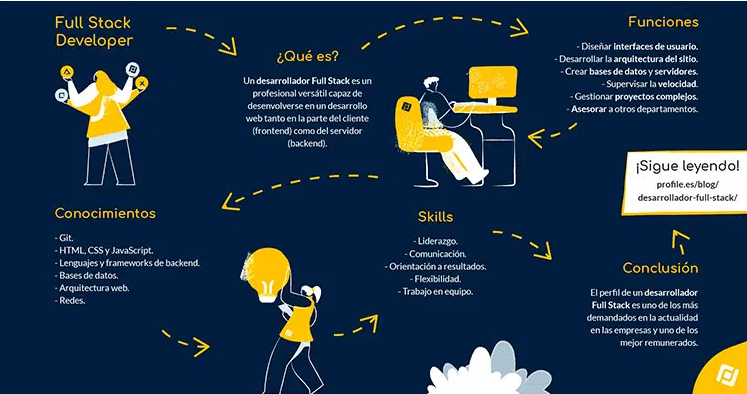 Full Stack
Developer
¿Qué es?
Un desarrollador Full Stack es un
profesional versátil capaz de
desenvolverse en un desarrollo
web tanto en la parte del cliente
(frontend) como del servidor
(backend).
Funciones
- Diseñar interfaces de usuario.
- Desarrollar la arquitectura del sitio.
- Crear bases de datos y servidores.
- Supervisar la velocidad.
- Gestionar proyectos complejos.
- Asesorar a otros departamentos.
Conocimientos
- Git.
- HTML, CSS y JavaScript.
- Lenguajes y frameworks de backend.
- Bases de datos.
- Arquitectura web.
- Redes.
Skills
- Liderazgo.
- Comunicación.
- Orientación a resultados.
- Flexibilidad.
- Trabajo en equipo.
Conclusión
El perfil de un desarrollador
Full Stack es uno de los más
demandados en la actualidad
en las empresas y uno de los
mejor remunerados.
¡Sigue leyendo!
profile.es/blog/
desarrollador-full-stack/